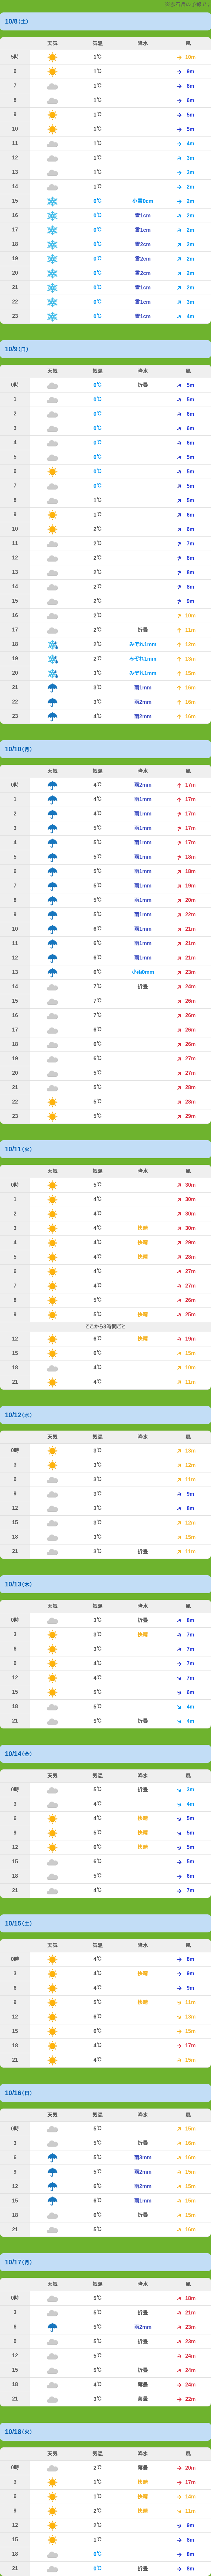 10/8(土)
天気 気温 降水 風
5時 1℃ 10m
6 1℃ 9m
7 1℃ 8m
8 1℃ 6m
9 1℃ 5m
10 1℃ 5m
11 1℃ 4m
12 1℃ 3m
13 1℃ 3m
14 1℃ 2m
15 0℃ 小雪0cm 2m
16 0℃ 雪1cm 2m
17 0℃ 雪1cm 2m
18 0℃ 雪2cm 2m
19 0℃ 雪2cm 2m
20 0℃ 雪2cm 2m
21 0℃ 雪1cm 2m
22 0℃ 雪1cm 3m
23 0℃ 雪1cm 4m
10/9(日)
天気 気温 降水 風
0時 0℃ 折曇 5m
1 0℃ 5m
2 0℃ 6m
3 0℃ 6m
4 0℃ 6m
5 0℃ 5m
6 0℃ 5m
7 0℃ 5m
8 1℃ 5m
9 1℃ 6m
10 2℃ 6m
11 2℃ 7m
12 2℃ 8m
13 2℃ 8m
14 2℃ 8m
15 2℃ 9m
16 2℃ 10m
17 2℃ 折曇 11m
18 2℃ みぞれ1mm 12m
19 2℃ みぞれ1mm 13m
20 3℃ みぞれ1mm 15m
21 3℃ 雨1mm 16m
22 3℃ 雨2mm 16m
23 4℃ 雨2mm 16m
10/10(月)
天気 気温 降水 風
0時 4℃ 雨2mm 17m
1 4℃ 雨1mm 17m
2 4℃ 雨1mm 17m
3 5℃ 雨1mm 17m
4 5℃ 雨1mm 17m
5 5℃ 雨1mm 18m
6 5℃ 雨1mm 18m
7 5℃ 雨1mm 19m
8 5℃ 雨1mm 20m
9 5℃ 雨1mm 22m
10 6℃ 雨1mm 21m
11 6℃ 雨1mm 21m
12 6℃ 雨1mm 21m
13 6℃ 小雨0mm 23m
14 7℃ 折曇 24m
15 7℃ 26m
16 7℃ 26m
17 6℃ 26m
18 6℃ 26m
19 6℃ 27m
20 5℃ 27m
21 5℃ 28m
22 5℃ 28m
23 5℃ 29m
10/11(火)
天気 気温 降水 風
0時 5℃ 30m
1 4℃ 30m
2 4℃ 30m
3 4℃ 快晴 30m
4 4℃ 快晴 29m
5 4℃ 快晴 28m
6 4℃ 27m
7 4℃ 27m
8 5℃ 26m
9 5℃ 快晴 25m
ここから3時間ごと
12 6℃ 快晴 19m
15 6℃ 15m
18 4℃ 10m
21 4℃ 11m
10/12(水)
天気 気温 降水 風
0時 3℃ 13m
3 3℃ 12m
6 3℃ 11m
9 3℃ 9m
12 3℃ 8m
15 3℃ 12m
18 3℃ 15m
21 3℃ 折曇 11m
10/13(木)
天気 気温 降水 風
0時 3℃ 折曇 8m
3 3℃ 快晴 7m
6 3℃ 7m
9 4℃ 7m
12 4℃ 7m
15 5℃ 6m
18 5℃ 4m
21 5℃ 折曇 4m
10/14(金)
天気 気温 降水 風
0時 5℃ 折曇 3m
3 4℃ 4m
6 4℃ 快晴 5m
9 5℃ 快晴 5m
12 6℃ 快晴 5m
15 6℃ 5m
18 5℃ 6m
21 4℃ 7m
10/15(土)
天気 気温 降水 風
0時 4℃ 8m
3 4℃ 快晴 9m
6 4℃ 9m
9 5℃ 快晴 11m
12 6℃ 13m
15 6℃ 15m
18 4℃ 17m
21 4℃ 15m
10/16(日)
天気 気温 降水 風
0時 5℃ 15m
3 5℃ 折曇 16m
6 5℃ 雨3mm 16m
9 5℃ 雨2mm 15m
12 6℃ 雨2mm 15m
15 6℃ 雨1mm 15m
18 6℃ 折曇 15m
21 5℃ 16m
10/17(月)
天気 気温 降水 風
0時 5℃ 18m
3 5℃ 折曇 21m
6 5℃ 雨2mm 23m
9 5℃ 折曇 23m
12 5℃ 24m
15 5℃ 折曇 24m
18 4℃ 薄曇 24m
21 3℃ 薄曇 22m
10/18(火)
天気 気温 降水 風
0時 2℃ 薄曇 20m
3 1℃ 快晴 17m
6 1℃ 快晴 14m
9 2℃ 快晴 11m
12 2℃ 9m
15 1℃ 8m
18 0℃ 8m
21 0℃ 折曇 8m